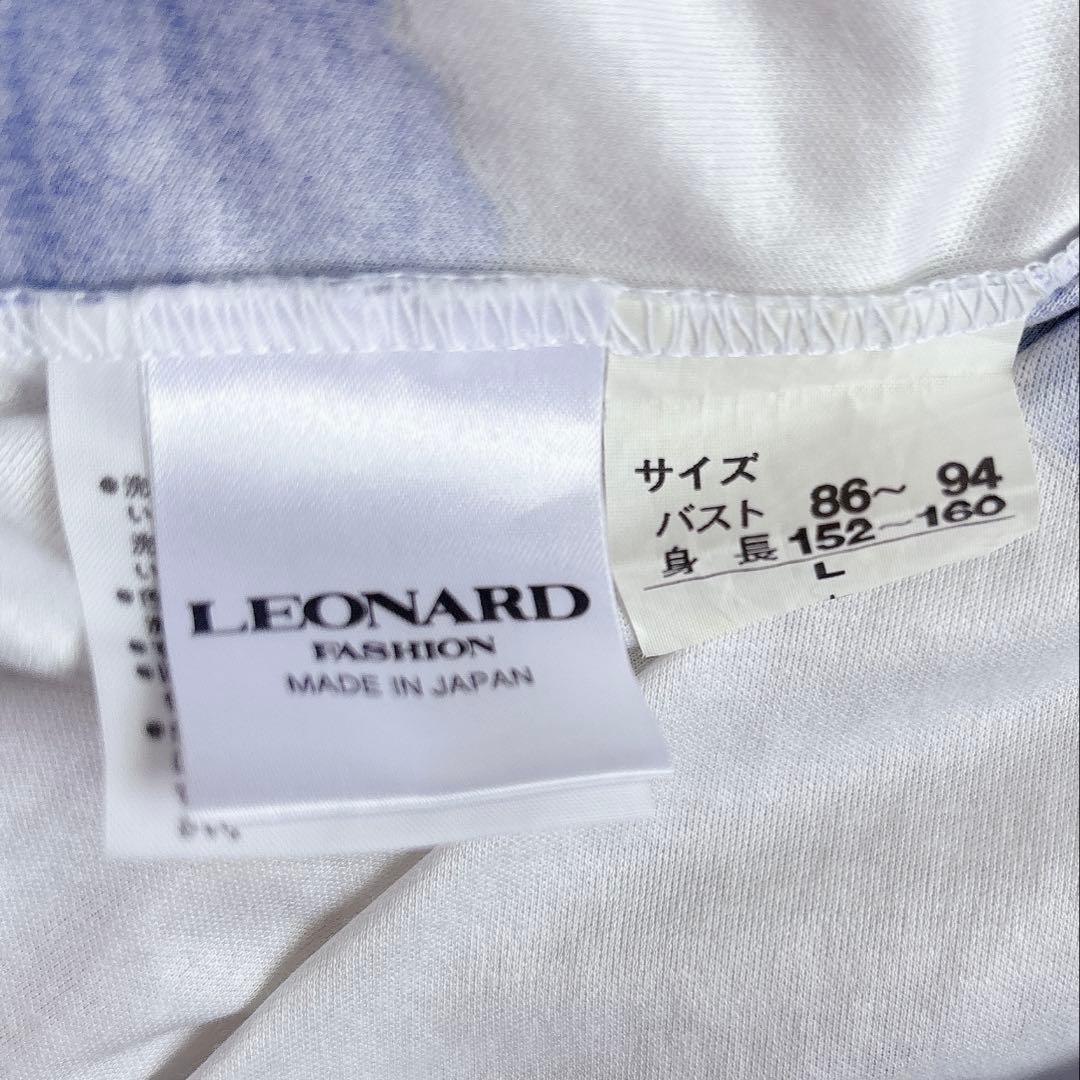 LEONARD
FASHION
MADE IN JAPAN
サイズ
バスト 86〜94
身長 152〜160
L